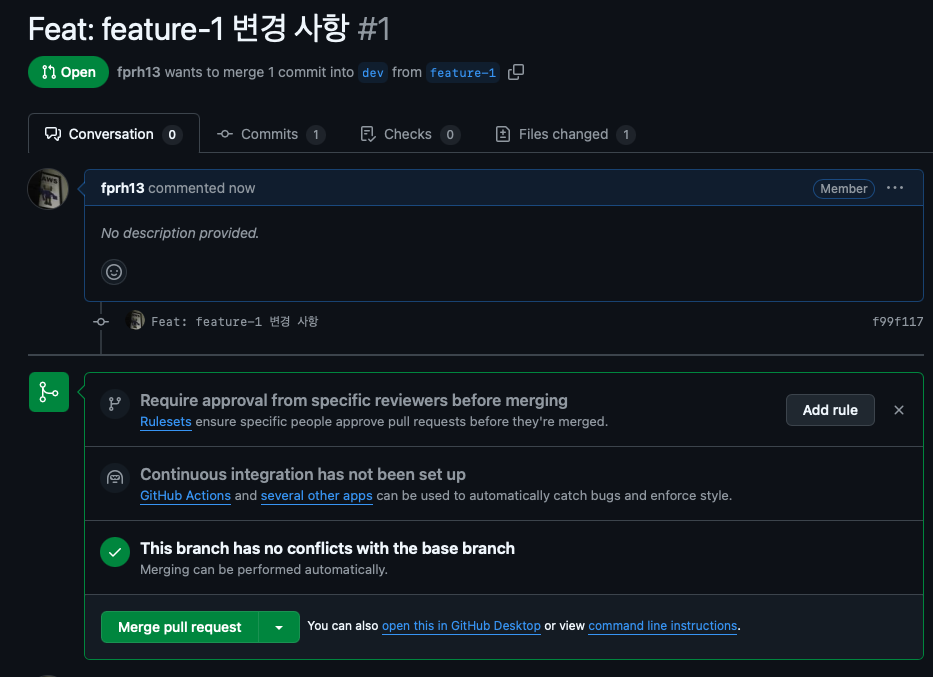 Feat: feature-1 변경 사항 #1
Open fprh13 wants to merge 1 commit into dev from feature-1
Conversation 0 Commits 1 Checks 0 Files changed 1
AWS
fprh13 commented now Member
No description provided.
Feat: feature-1 변경 사항 f99f117
Require approval from specific reviewers before merging
Rulesets ensure specific people approve pull requests before they're merged.
Add rule
Continuous integration has not been set up
GitHub Actions and several other apps can be used to automatically catch bugs and enforce style.
This branch has no conflicts with the base branch
Merging can be performed automatically.
Merge pull request You can also open this in GitHub Desktop or view command line instructions.